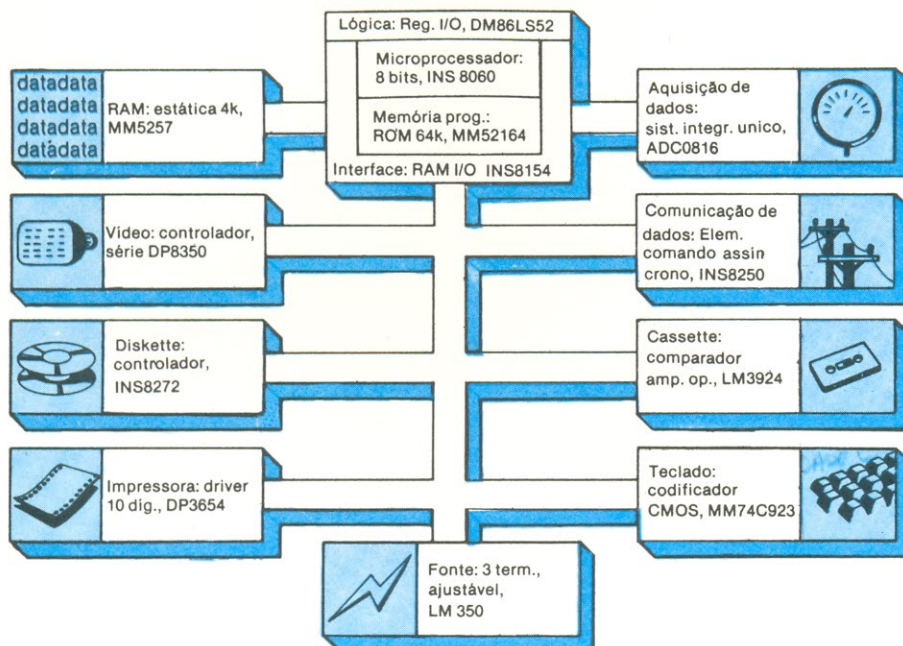 Lógica: Reg. I/O, DM86LS52
Microprocessador:
8 bits, INS 8060
Memória prog.:
ROM 64k, MM52164
Interface: RAM I/O INS8154
datadata
datadata
datadata
datadata
RAM: estática 4k,
MM5257
Vídeo: controlador,
série DP8350
Diskette:
controlador,
INS8272
Impressora: driver
10 dig., DP3654
Aquisição de
dados:
sist. integr. unico,
ADC0816
Comunicação de
dados: Elem.
comando assin
crono, INS8250
Cassette:
comparador
amp. op., LM3924
Teclado:
codificador
CMOS, MM74C923
Fonte: 3 term.,
ajustável,
LM 350